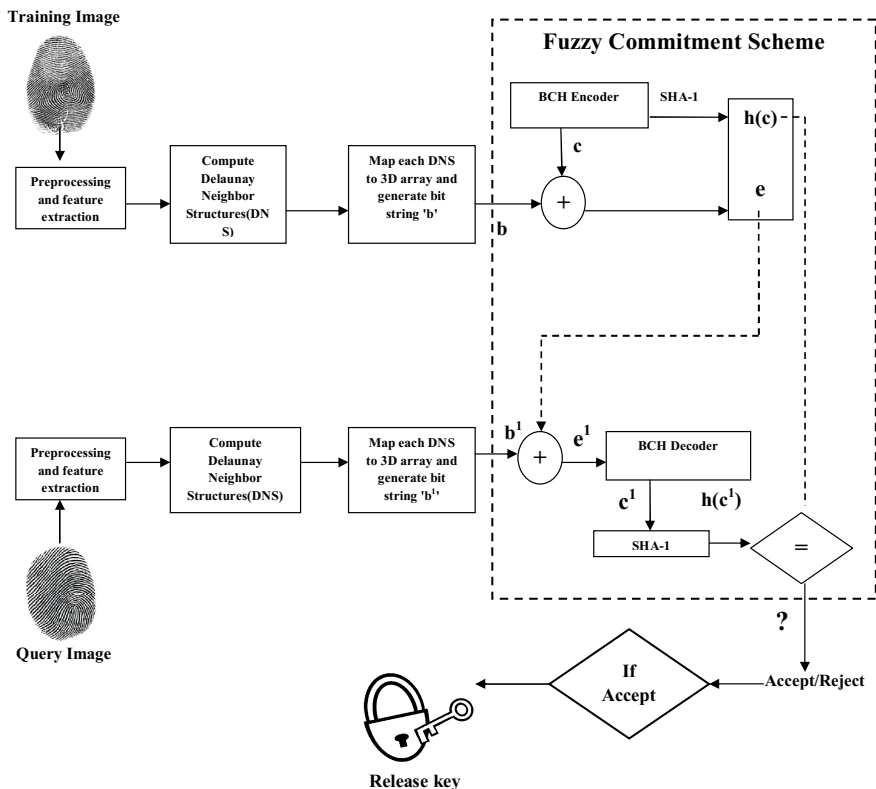 Training Image
Fuzzy Commitment Scheme
Preprocessing
and feature
extraction
Compute
Delaunay
Neighbor
Structures(DN
S)
Map each DNS
to 3D array and
generate bit
string 'b'
b
BCH Encoder
SHA-1
c
+
h(c)
e
Preprocessing
and feature
extraction
Compute
Delaunay
Neighbor
Structures(DNS)
Map each DNS
to 3D array and
generate bit
string 'b¹'
b¹
+
e¹
BCH Decoder
c¹
h(c¹)
SHA-1
=
?
Query Image
If
Accept
Accept/Reject
Release key